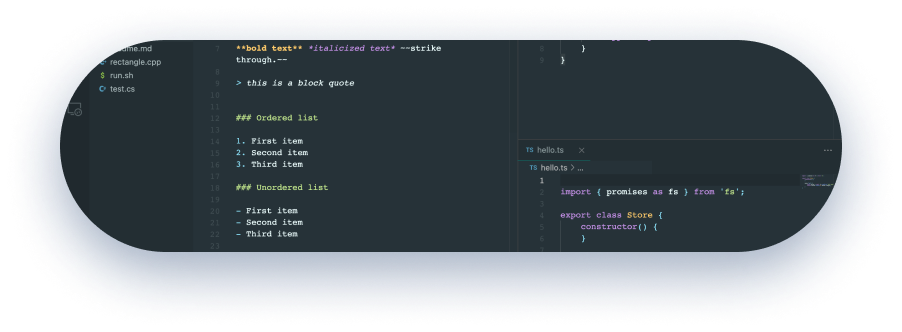 readme.md
rectangle.cpp
run.sh
test.cs
7 **bold text** *italicized text* ~~strike
through.~~
8
9 > this is a block quote
10
11
12 ### Ordered list
13
14 1. First item
15 2. Second item
16 3. Third item
17
18 ### Unordered list
19
20 - First item
21 - Second item
22 - Third item
23
8 }
9 }
TS hello.ts ×
TS hello.ts > ...
1
2 import { promises as fs } from 'fs';
3
4 export class Store {
5 constructor() {
6 }